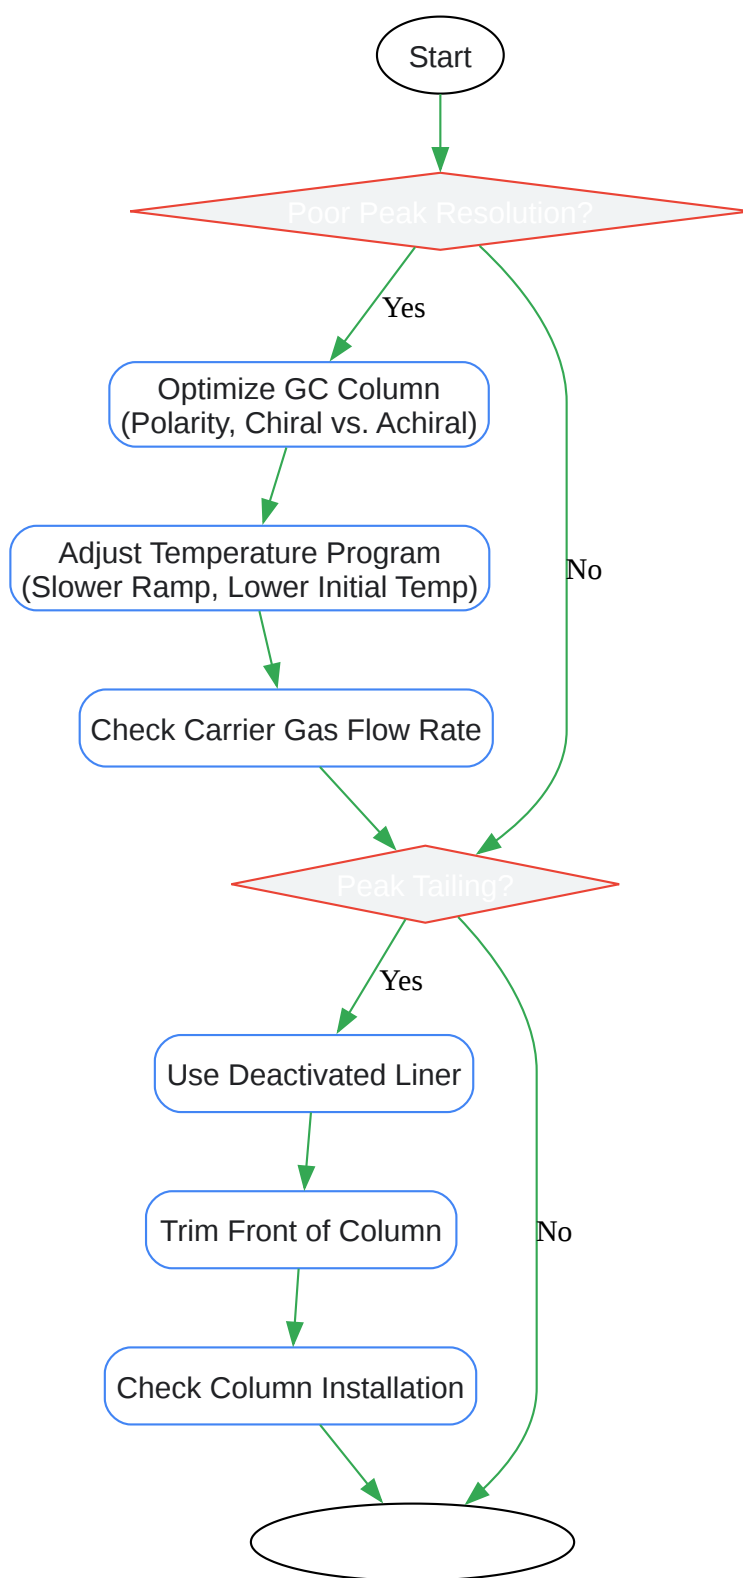 Start
Poor Peak Resolution?
Yes
Optimize GC Column
(Polarity, Chiral vs. Achiral)
Adjust Temperature Program
(Slower Ramp, Lower Initial Temp)
No
Check Carrier Gas Flow Rate
Peak Tailing?
Yes
Use Deactivated Liner
Trim Front of Column
No
Check Column Installation